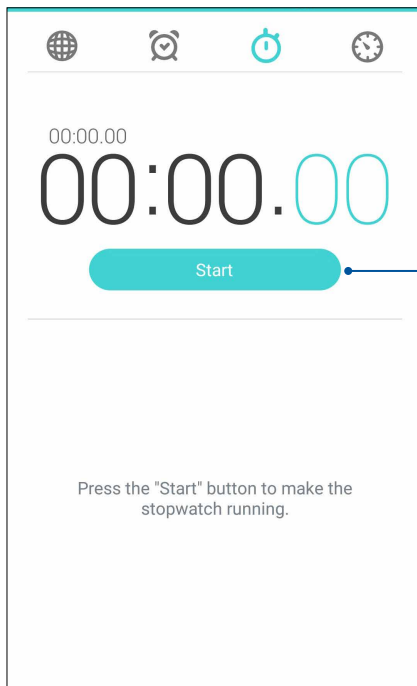 00:00.00
00:00.00
Start
Press the "Start" button to make the
stopwatch running.